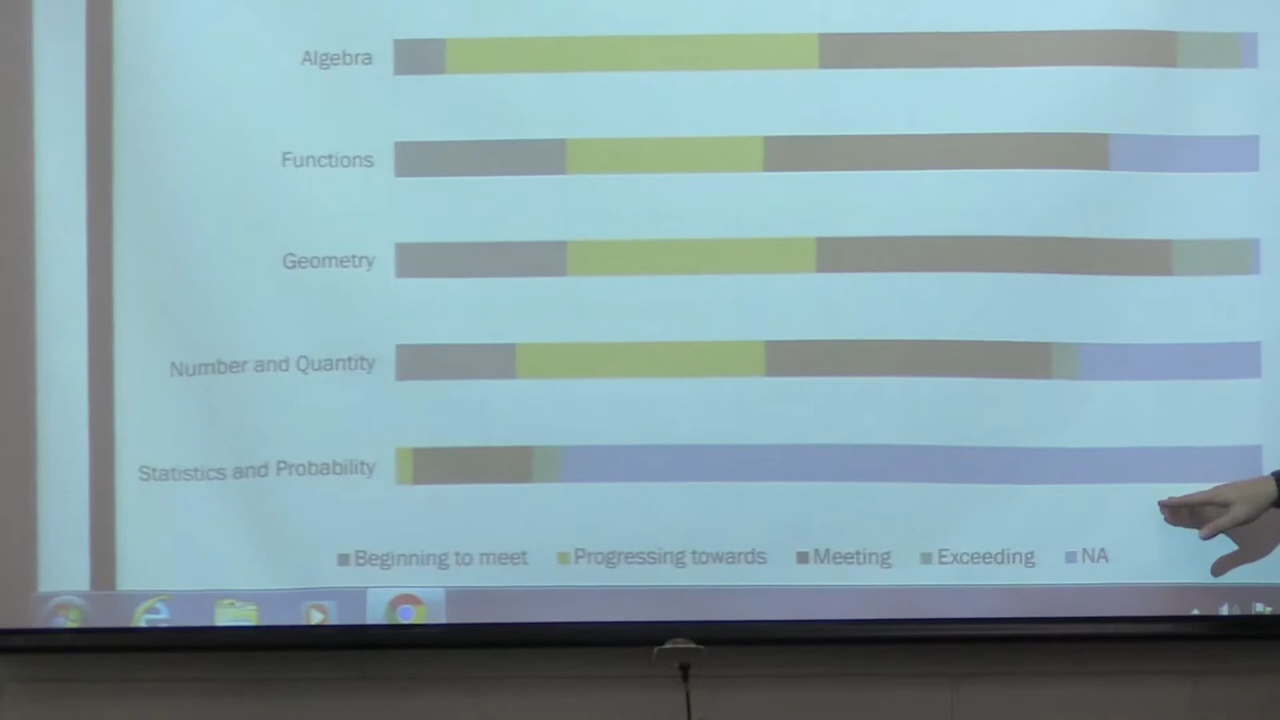 Algebra
Functions
Geometry
Number and Quantity
Statistics and Probability
Beginning to meet Progressing towards Meeting Exceeding NA